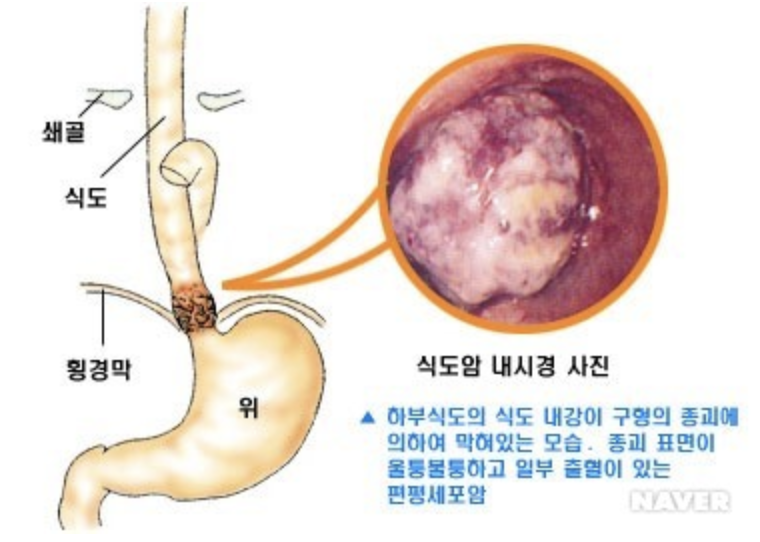 쇄골
식도
횡경막
위
식도암 내시경 사진
▲ 하부식도의 식도 내강이 구형의 종괴에
의하여 막혀있는 모습. 종괴 표면이
울퉁불퉁하고 일부 출혈이 있는
편평세포암
NAVER